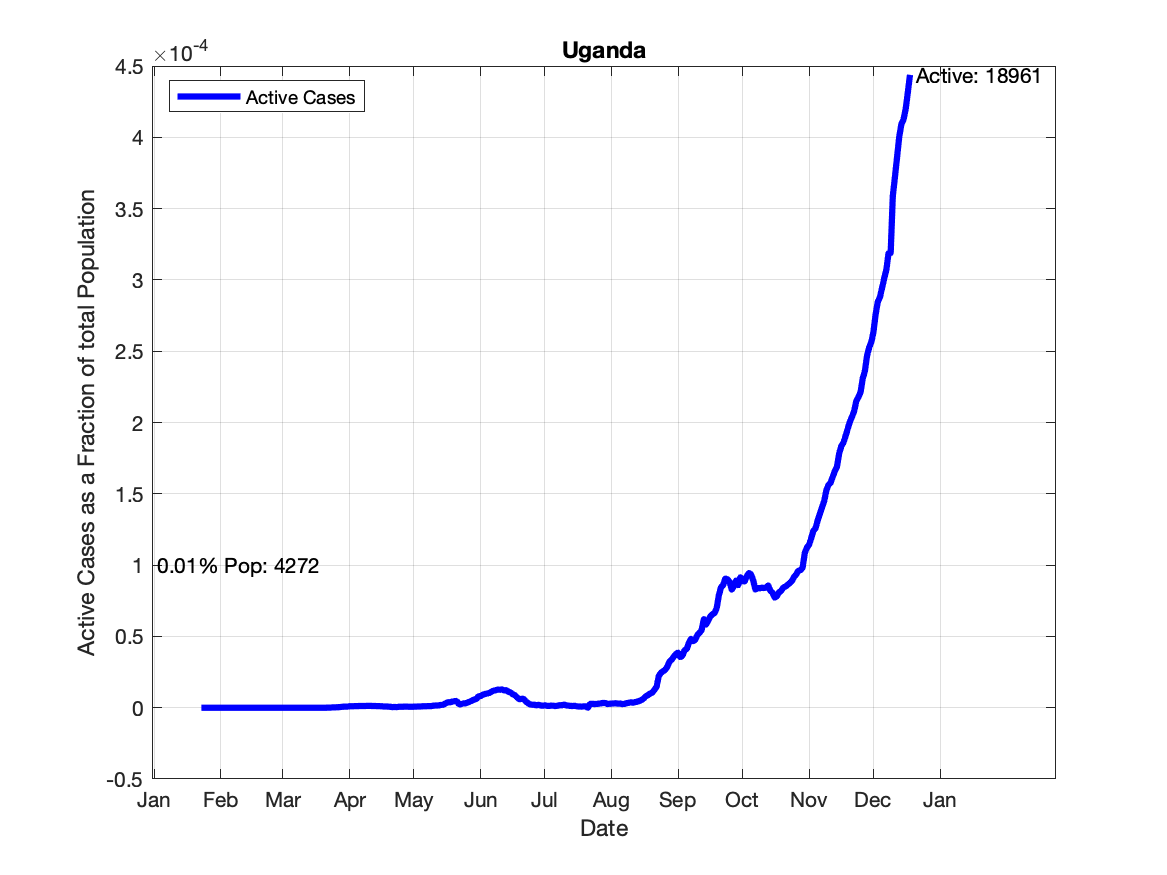 Uganda
×10-4
4.5
4
3.5
3
2.5
2
1.5
1
0.5
0
-0.5
Active Cases as a Fraction of total Population
Active Cases
Active: 18961
0.01% Pop: 4272
Jan Feb Mar Apr May Jun Jul Aug Sep Oct Nov Dec Jan
Date